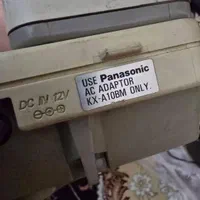 USE Panasonic
AC ADAPTOR
KX-A10BM ONLY.
DC IN 12V